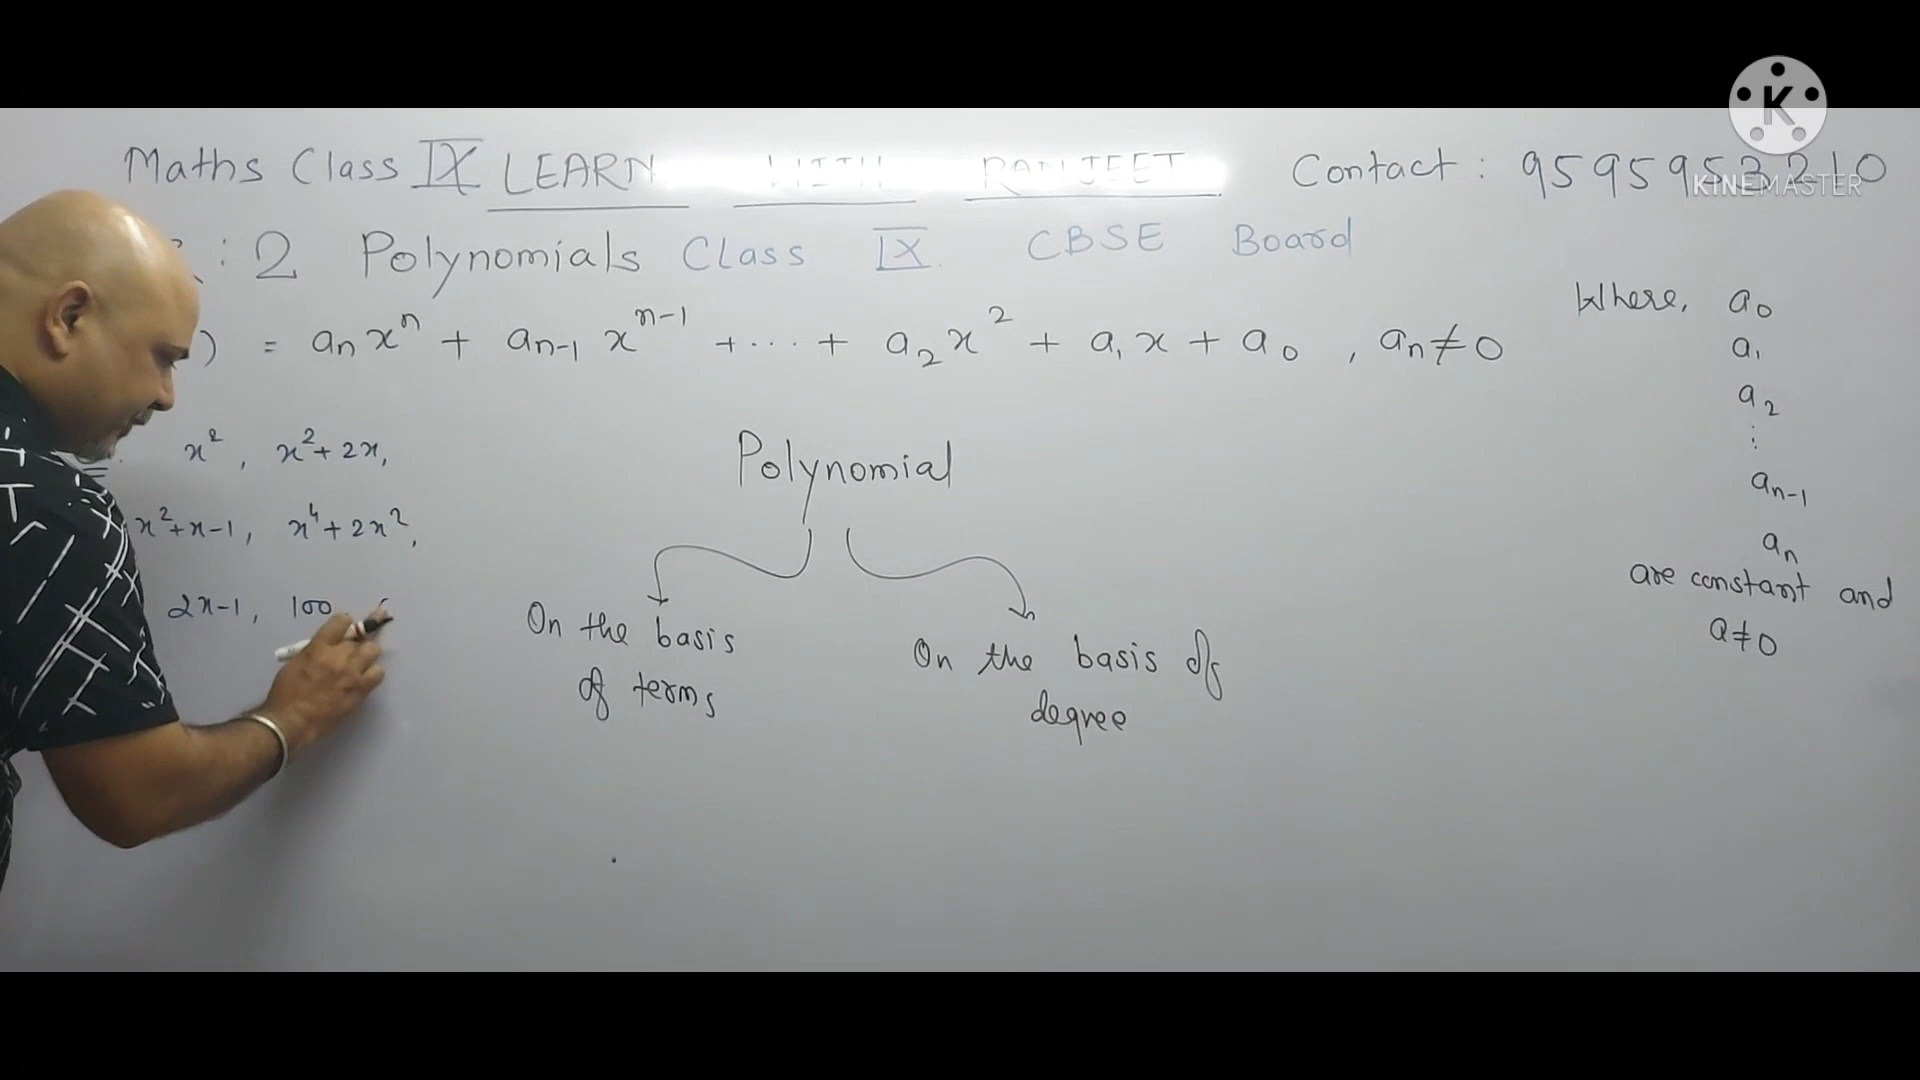 Maths Class IX LEARN WITH RANJEET Contact : 9595953210
K
KINEMASTER
: 2 Polynomials Class IX CBSE Board
) = aₙxⁿ + aₙ₋₁ xⁿ⁻¹ + ... + a₂x² + a₁x + a₀ , aₙ≠0
Where, a₀
a₁
a₂
⋮
aₙ₋₁
aₙ
are constant and
a≠0
x² , x²+2x,
x²+x-1, x⁴+2x²,
2x-1, 100
Polynomial
On the basis
of terms
On the basis of
degree